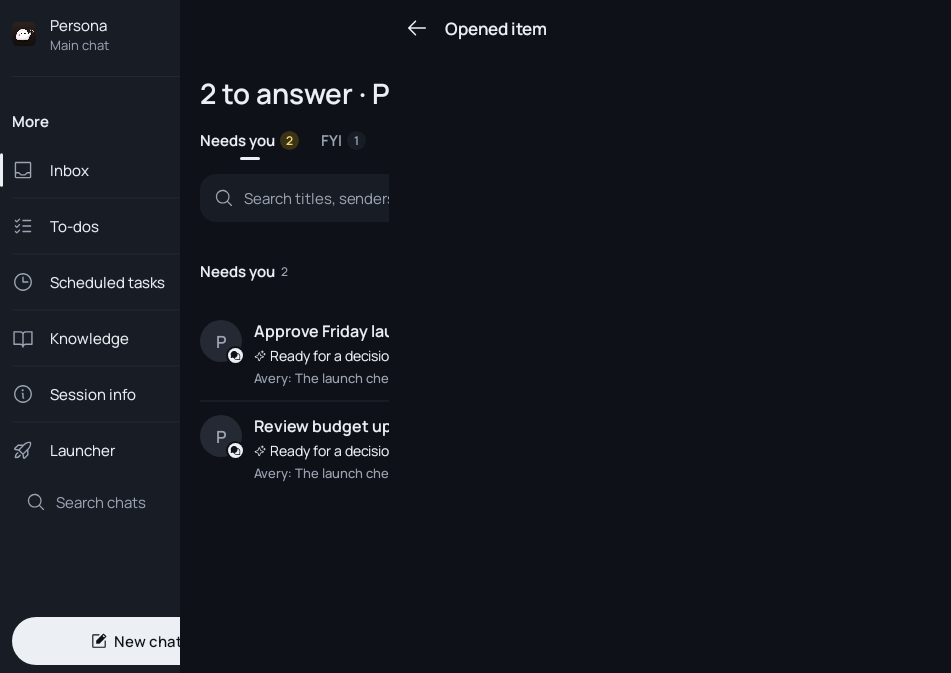 Persona
Main chat
More
Inbox
To-dos
Scheduled tasks
Knowledge
Session info
Launcher
Search chats
New chat
2 to answer · P
Needs you 2 FYI 1
Search titles, senders
Needs you 2
P
Approve Friday lau
Ready for a decisio
Avery: The launch che
P
Review budget up
Ready for a decisio
Avery: The launch che
Opened item